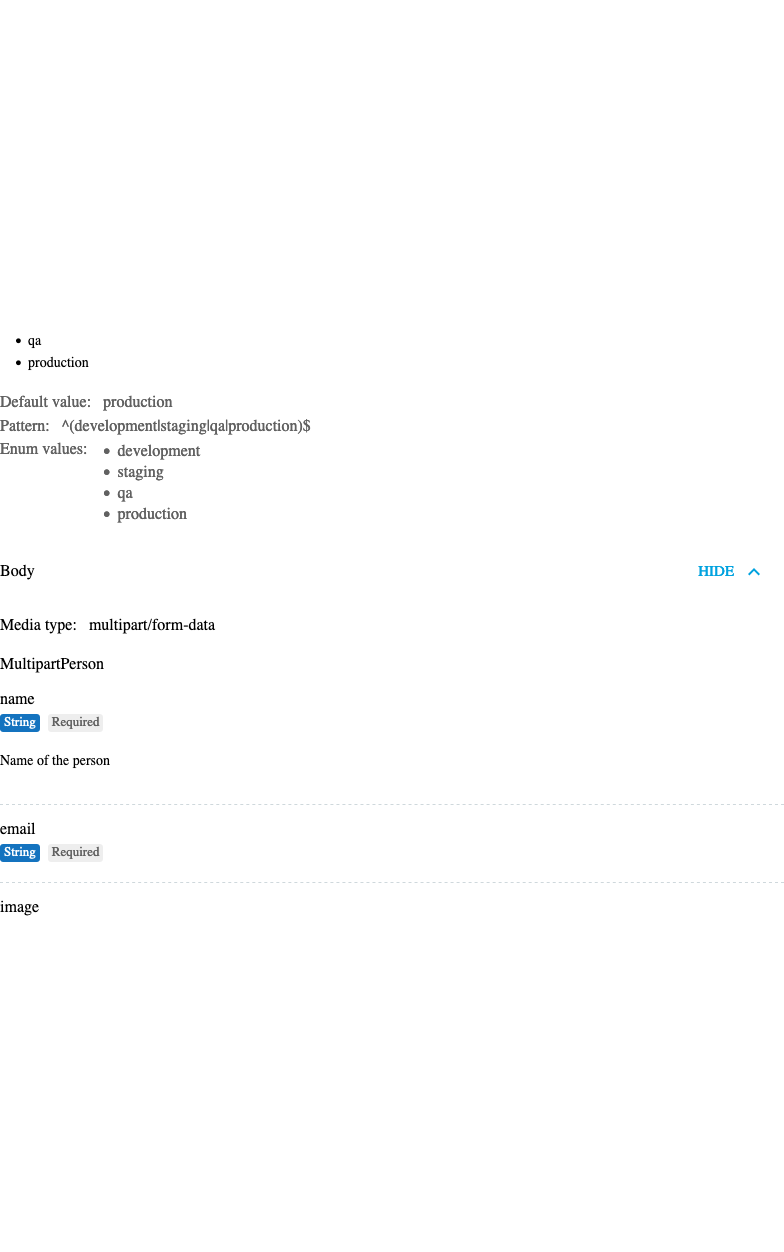 qa
production
Default value: production
Pattern: ^(development|staging|qa|production)$
Enum values:
development
staging
qa
production
Body HIDE
Media type: multipart/form-data
MultipartPerson
name
String Required
Name of the person
email
String Required
image